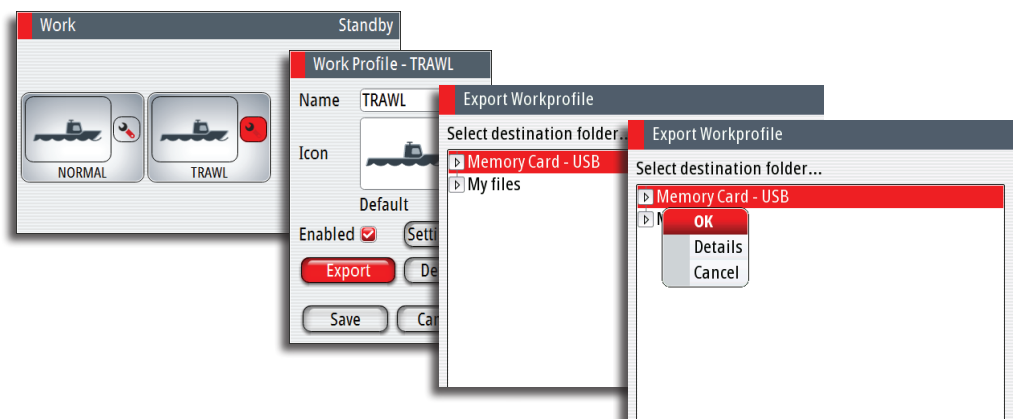 Work Standby
NORMAL TRAWL
Work Profile - TRAWL
Name TRAWL
Icon
Default
Enabled
Export
Save
Export Workprofile
Select destination folder..
Memory Card - USB
My files
Export Workprofile
Select destination folder...
Memory Card - USB
OK
Details
Cancel